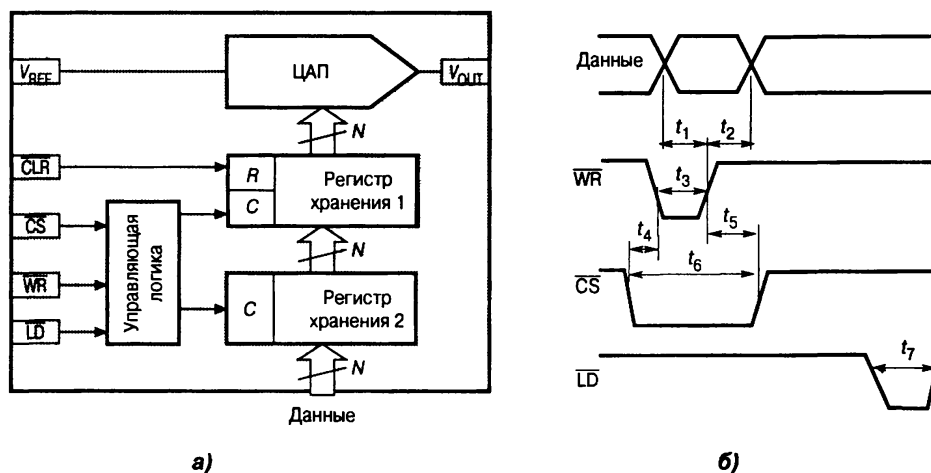 V_REF
ЦАП
V_OUT
N
CLR
R
C
Регистр
хранения 1
CS
N
WR
Управляющая
логика
LD
C
Регистр
хранения 2
N
Данные
а)
Данные
t1
t2
WR
t3
t4
t5
t6
CS
t7
LD
б)